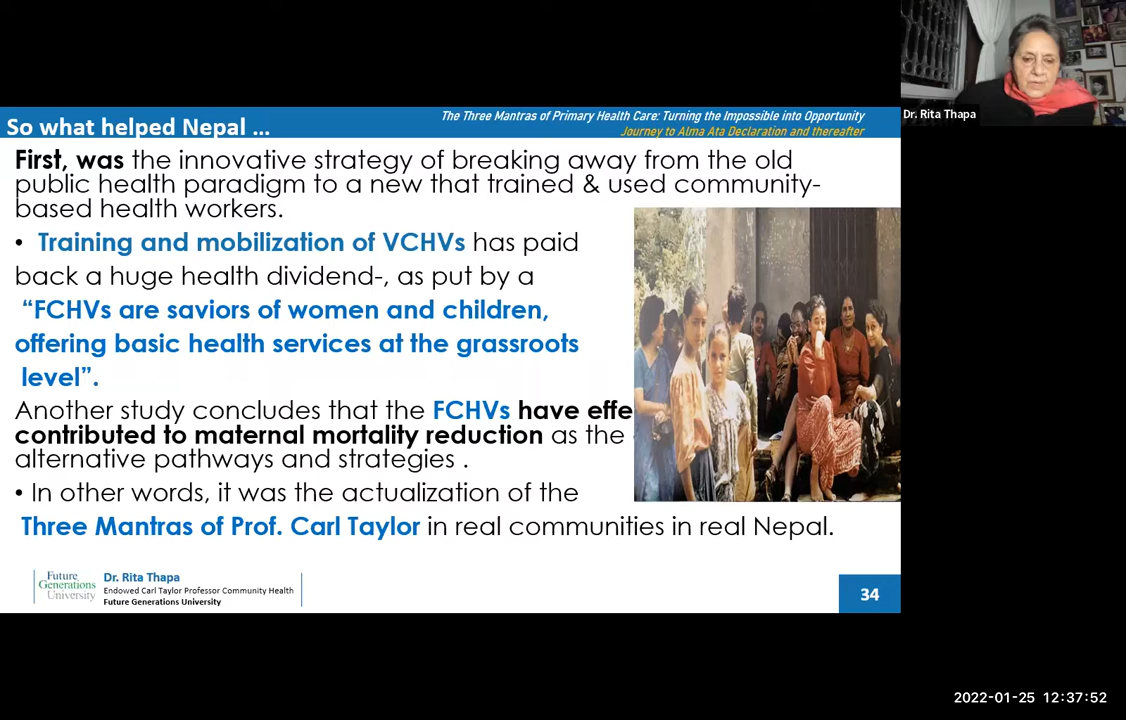 The Three Mantras of Primary Health Care: Turning the Impossible into Opportunity
So what helped Nepal ...
Journey to Alma Ata Declaration and thereafter
Dr. Rita Thapa
First, was the innovative strategy of breaking away from the old
public health paradigm to a new that trained & used community-
based health workers.
• Training and mobilization of VCHVs has paid
back a huge health dividend-, as put by a
“FCHVs are saviors of women and children,
offering basic health services at the grassroots
level”.
Another study concludes that the FCHVs have effe
contributed to maternal mortality reduction as the
alternative pathways and strategies .
• In other words, it was the actualization of the
Three Mantras of Prof. Carl Taylor in real communities in real Nepal.
Future
Generations
University
Dr. Rita Thapa
Endowed Carl Taylor Professor Community Health
Future Generations University
34
2022-01-25 12:37:52